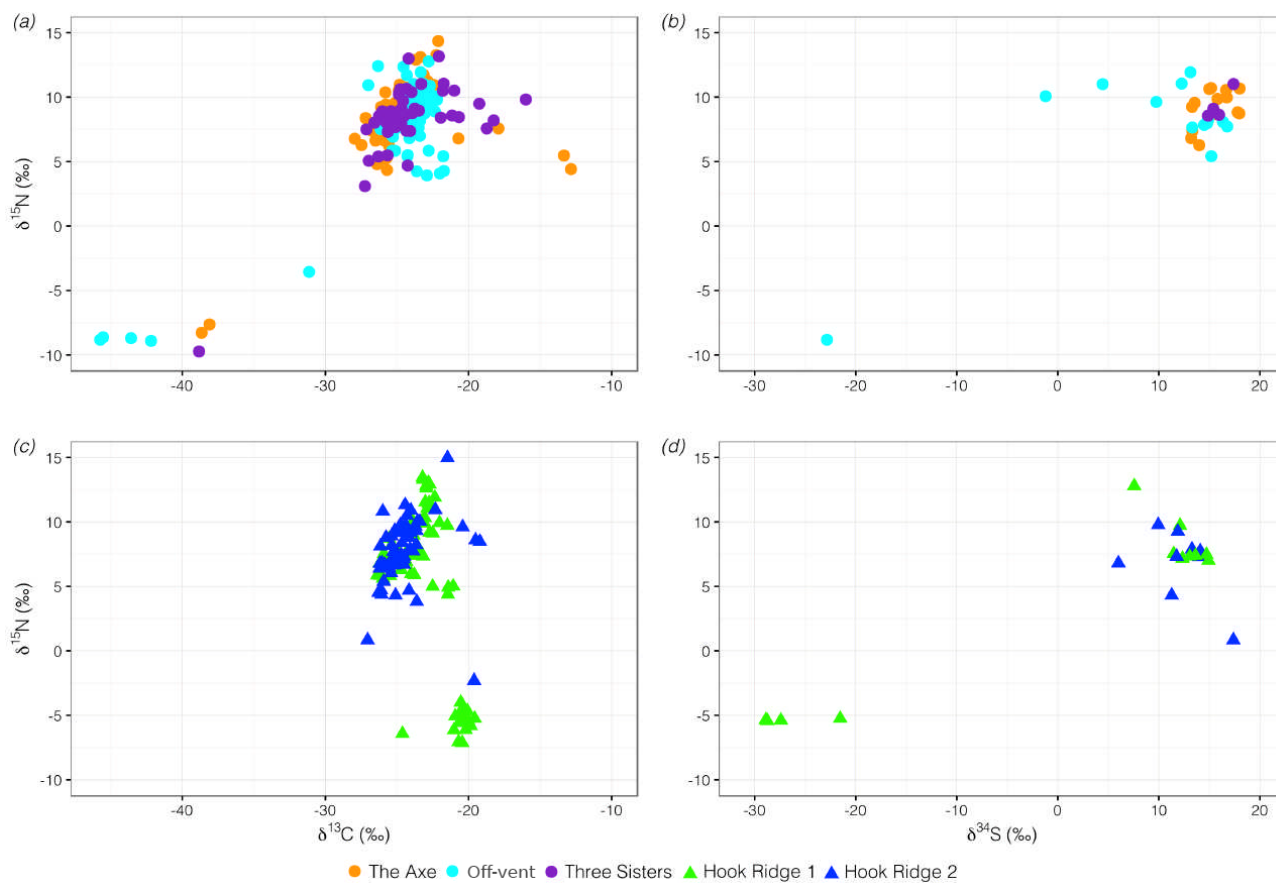 (a)
(b)
15
10
5
0
-5
-10
δ¹⁵N (‰)
-40 -30 -20 -10
15
10
5
0
-5
-10
-30 -20 -10 0 10 20
(c)
(d)
15
10
5
0
-5
-10
δ¹⁵N (‰)
-40 -30 -20 -10
δ¹³C (‰)
15
10
5
0
-5
-10
-30 -20 -10 0 10 20
δ³⁴S (‰)
The Axe Off-vent Three Sisters Hook Ridge 1 Hook Ridge 2